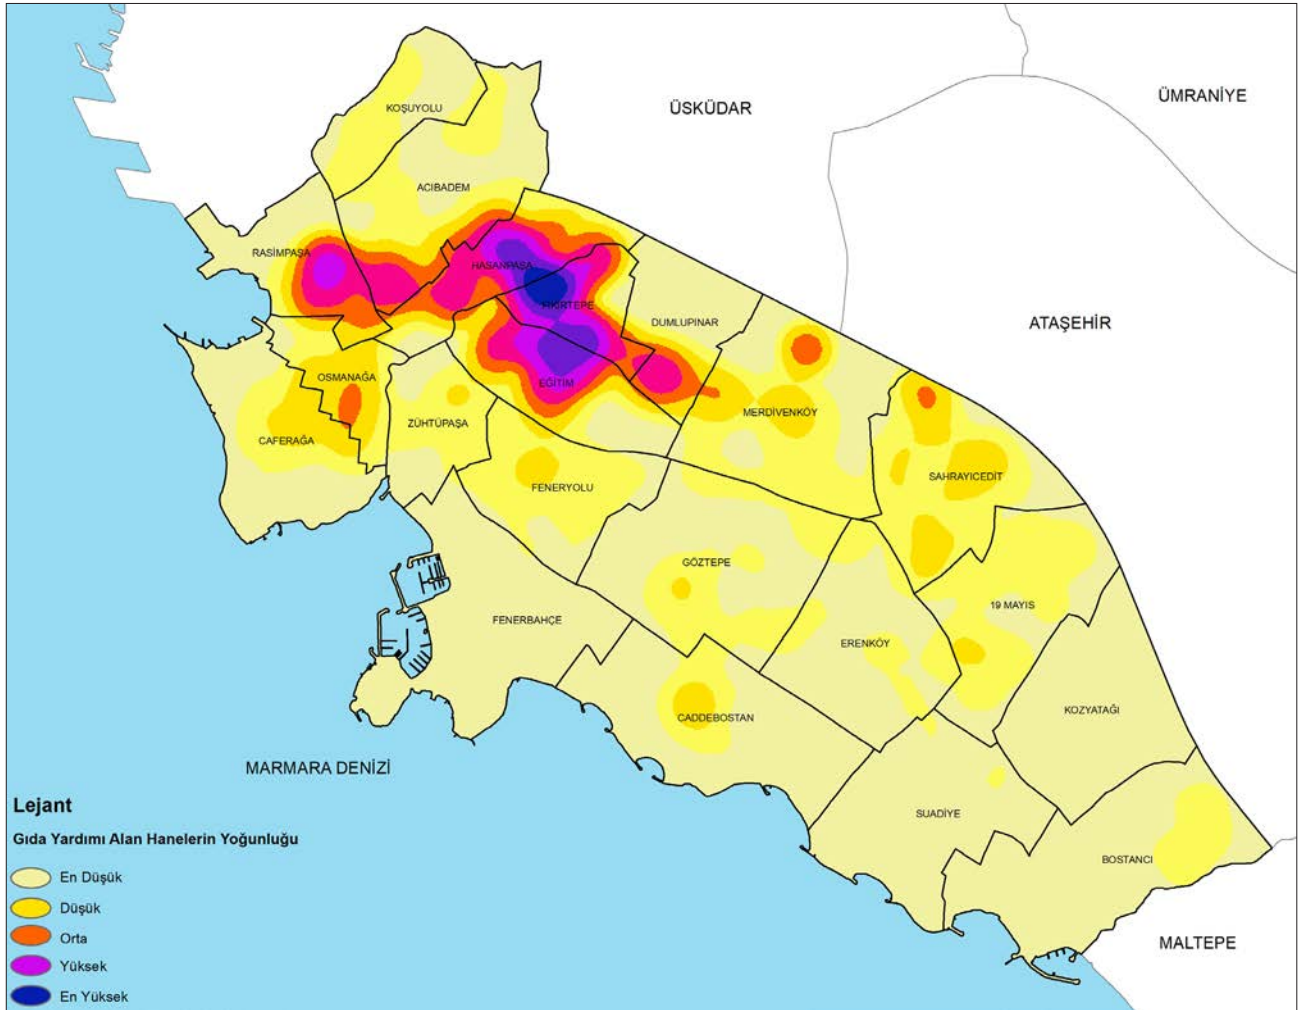 ÜMRANİYE
ÜSKÜDAR
KOŞUYOLU
ACIBADEM
RASİMPAŞA
HASANPAŞA
FİKİRTEPE
DUMLUPINAR
ATAŞEHİR
OSMANAĞA
EĞİTİM
MERDİVENKÖY
ZÜHTÜPAŞA
CAFERAĞA
SAHRAYICEDİT
FENERYOLU
GÖZTEPE
19 MAYIS
FENERBAHÇE
ERENKÖY
KOZYATAĞI
CADDEBOSTAN
MARMARA DENİZİ
SUADİYE
BOSTANCI
MALTEPE
Lejant
Gıda Yardımı Alan Hanelerin Yoğunluğu
En Düşük
Düşük
Orta
Yüksek
En Yüksek